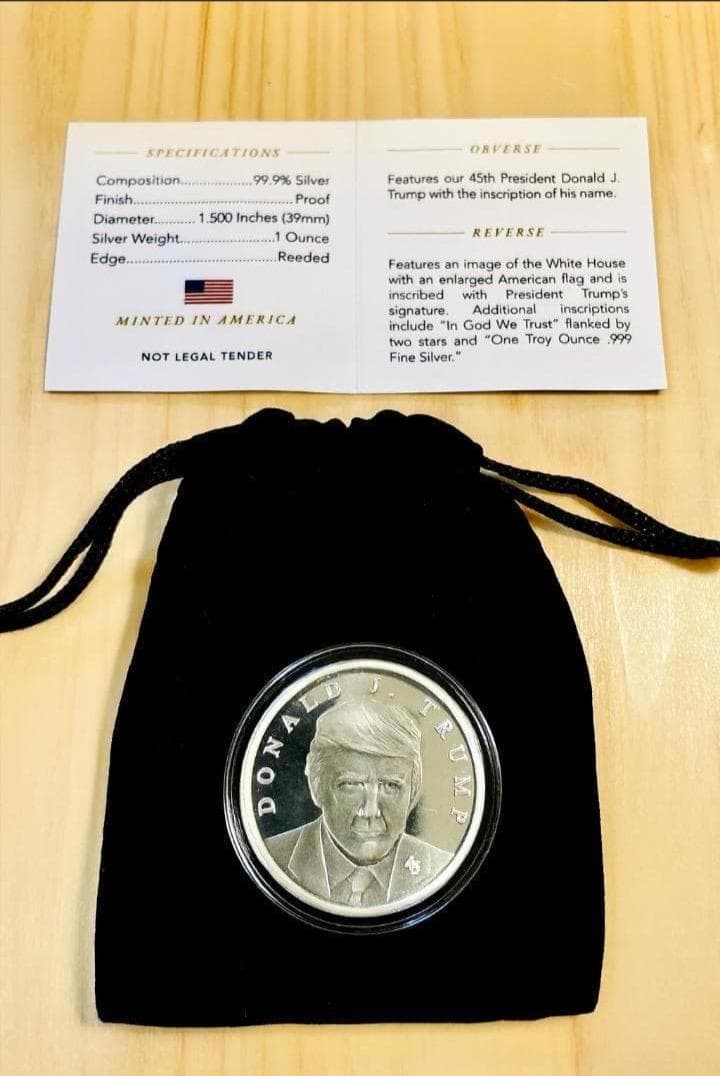 SPECIFICATIONS
Composition...................99.9% Silver
Finish..........................................Proof
Diameter.......... 1.500 Inches (39mm)
Silver Weight.........................1 Ounce
Edge.......................................Reeded
MINTED IN AMERICA
NOT LEGAL TENDER
OBVERSE
Features our 45th President Donald J.
Trump with the inscription of his name.
REVERSE
Features an image of the White House
with an enlarged American flag and is
inscribed with President Trump's
signature. Additional inscriptions
include "In God We Trust" flanked by
two stars and "One Troy Ounce .999
Fine Silver."
DONALD J. TRUMP
45